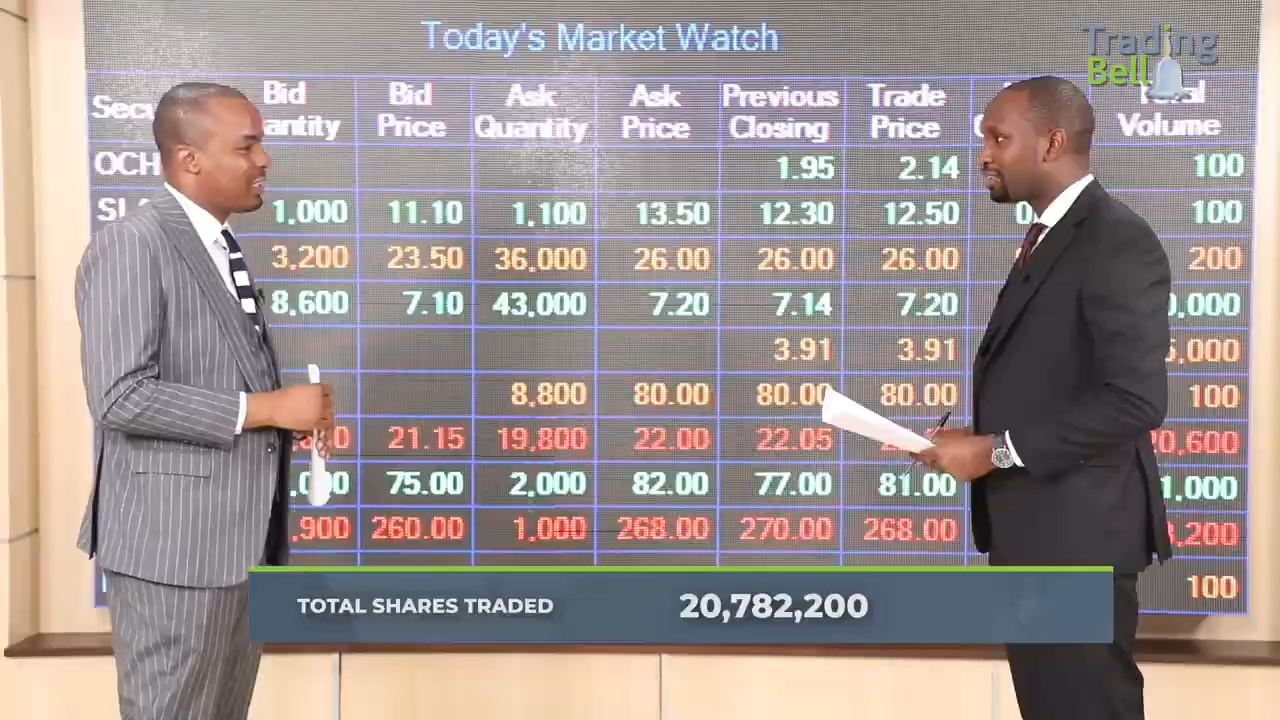 Today's Market Watch
Trading
Bell
Bid Bid Ask Ask Previous Trade
Price Quantity Price Closing Price Volume
OCH 1.95 2.14 100
1,000 11.10 1,100 13.50 12.30 12.50 100
3,200 23.50 36,000 26.00 26.00 26.00 200
8,600 7.10 43,000 7.20 7.14 7.20
3.91 3.91
8,800 80.00 80.00 80.00 100
21.15 19,800 22.00 22.05
75.00 2,000 82.00 77.00 81.00
260.00 1,000 268.00 270.00 268.00
100
TOTAL SHARES TRADED 20,782,200